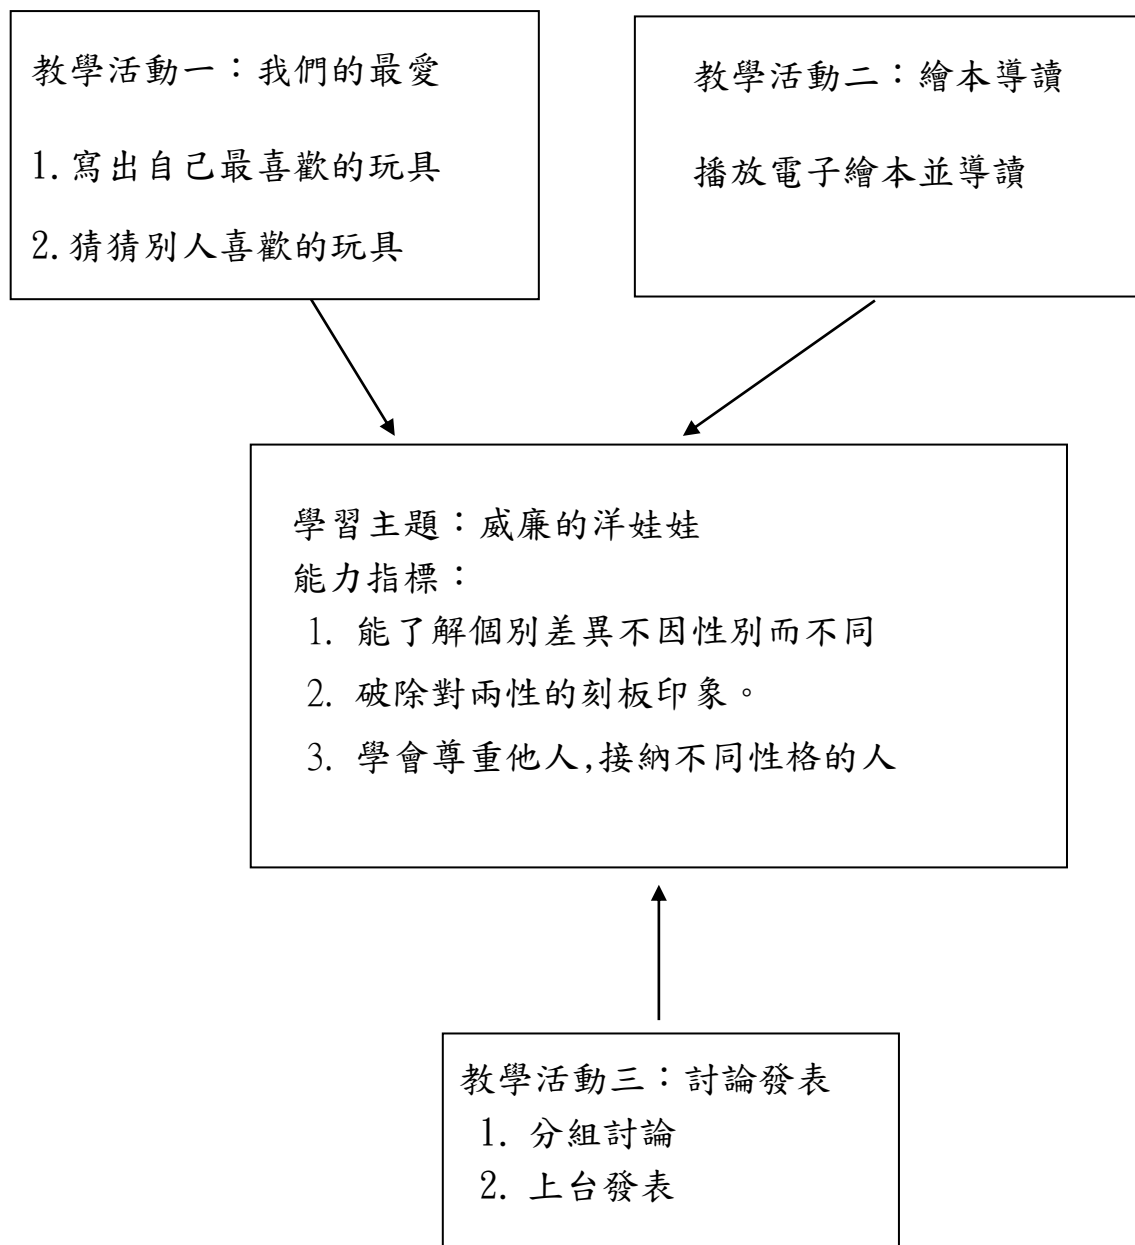 教學活動一：我們的最愛
1.寫出自己最喜歡的玩具
2.猜猜別人喜歡的玩具
教學活動二：繪本導讀
播放電子繪本並導讀
學習主題：威廉的洋娃娃
能力指標：
1. 能了解個別差異不因性別而不同
2. 破除對兩性的刻板印象。
3. 學會尊重他人,接納不同性格的人
教學活動三：討論發表
1. 分組討論
2. 上台發表